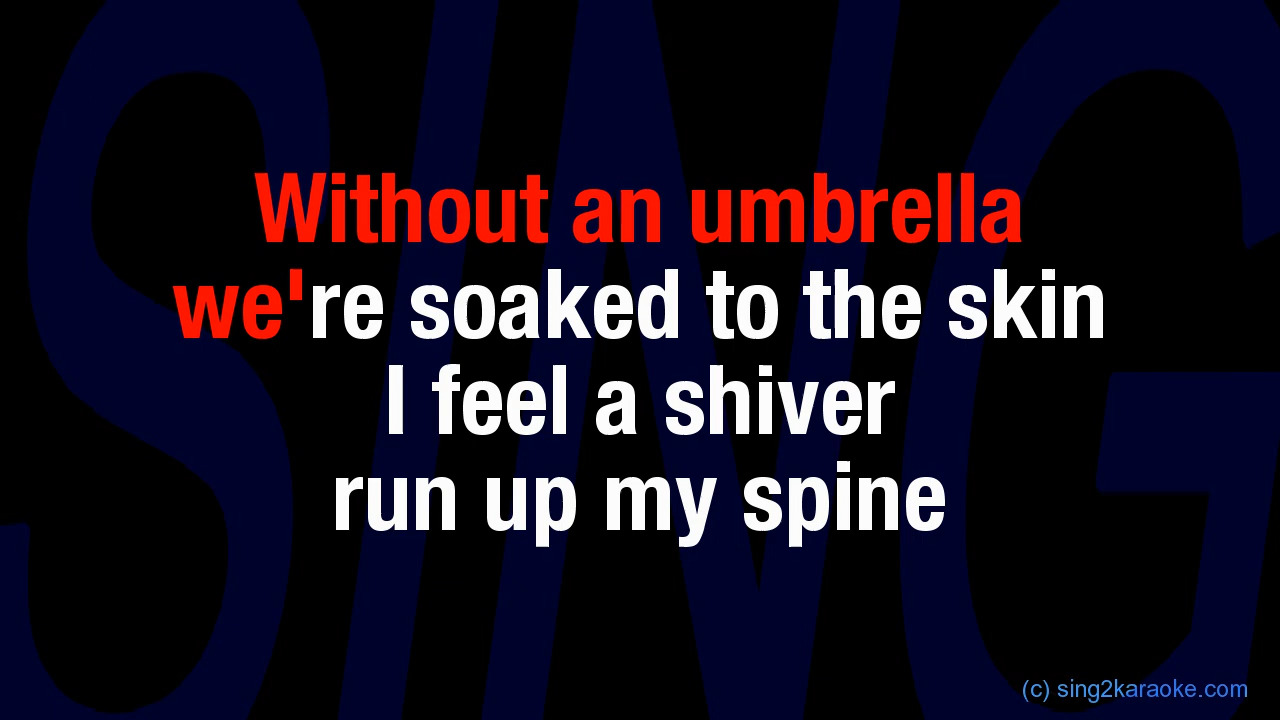 SING
Without an umbrella
we're soaked to the skin
I feel a shiver
run up my spine
(c) sing2karaoke.com